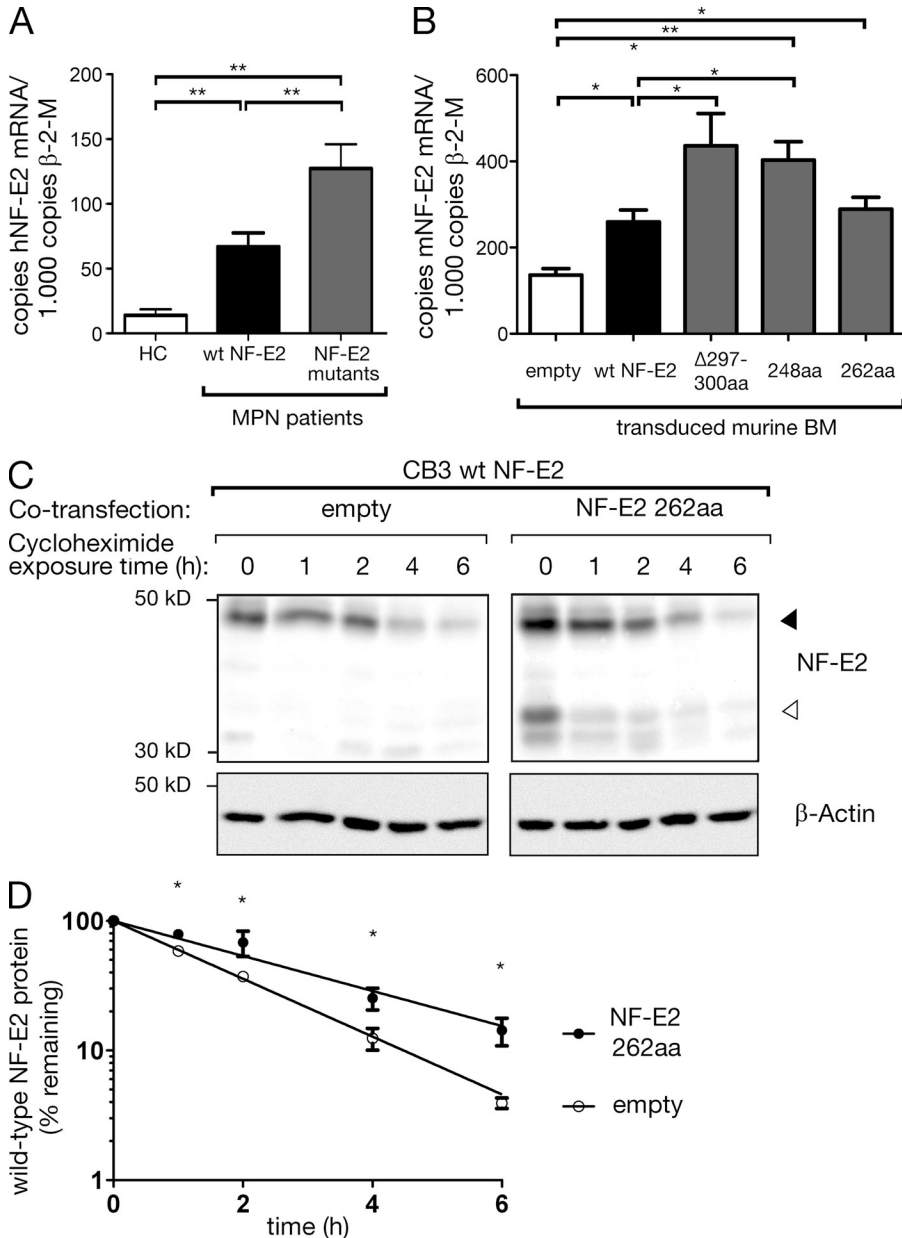 A
copies hNF-E2 mRNA/
1.000 copies β-2-M
200
150
100
50
0
**
**
**
HC
wt NF-E2
NF-E2
mutants
MPN patients
B
copies mNF-E2 mRNA/
1.000 copies β-2-M
600
400
200
0
*
**
*
*
*
*
empty
wt NF-E2
Δ297-
300aa
248aa
262aa
transduced murine BM
C
CB3 wt NF-E2
Co-transfection:
empty
NF-E2 262aa
Cycloheximide
exposure time (h):
0 1 2 4 6
0 1 2 4 6
50 kD
30 kD
NF-E2
50 kD
β-Actin
D
wild-type NF-E2 protein
(% remaining)
100
10
1
*
*
*
*
0 2 4 6
time (h)
NF-E2
262aa
empty